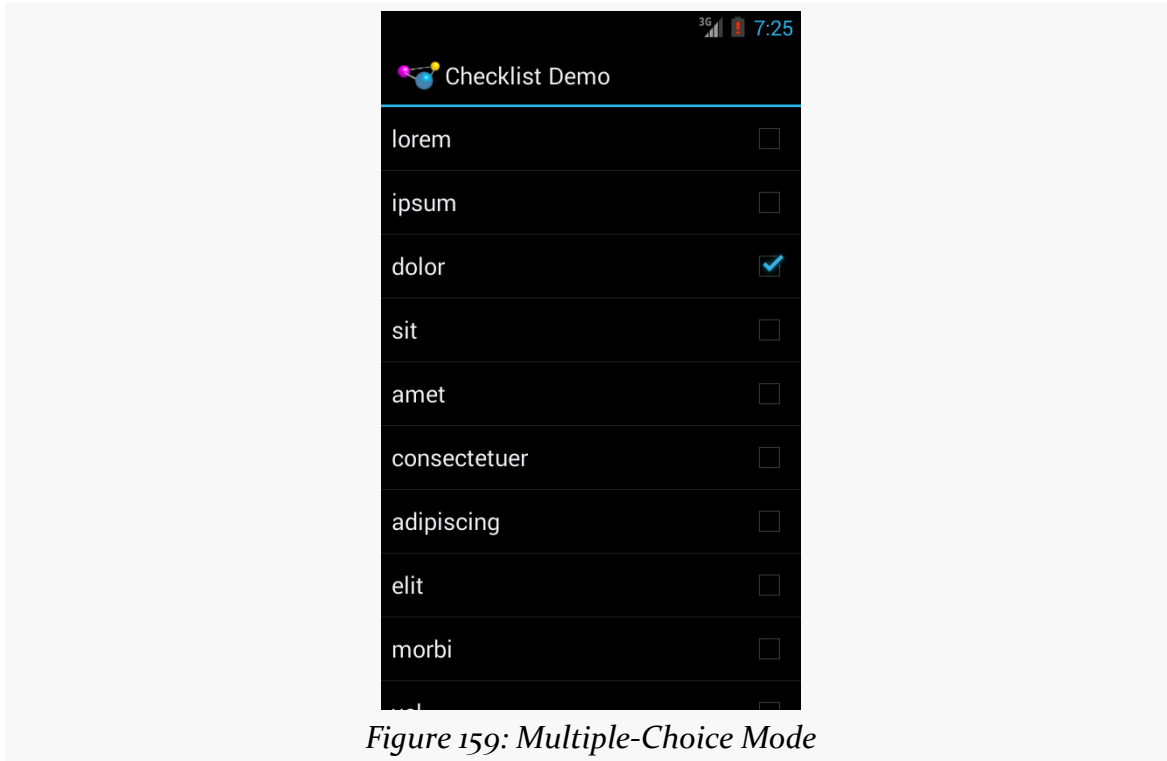 3G 7:25
Checklist Demo
lorem
ipsum
dolor
sit
amet
consectetuer
adipiscing
elit
morbi
Figure 159: Multiple-Choice Mode